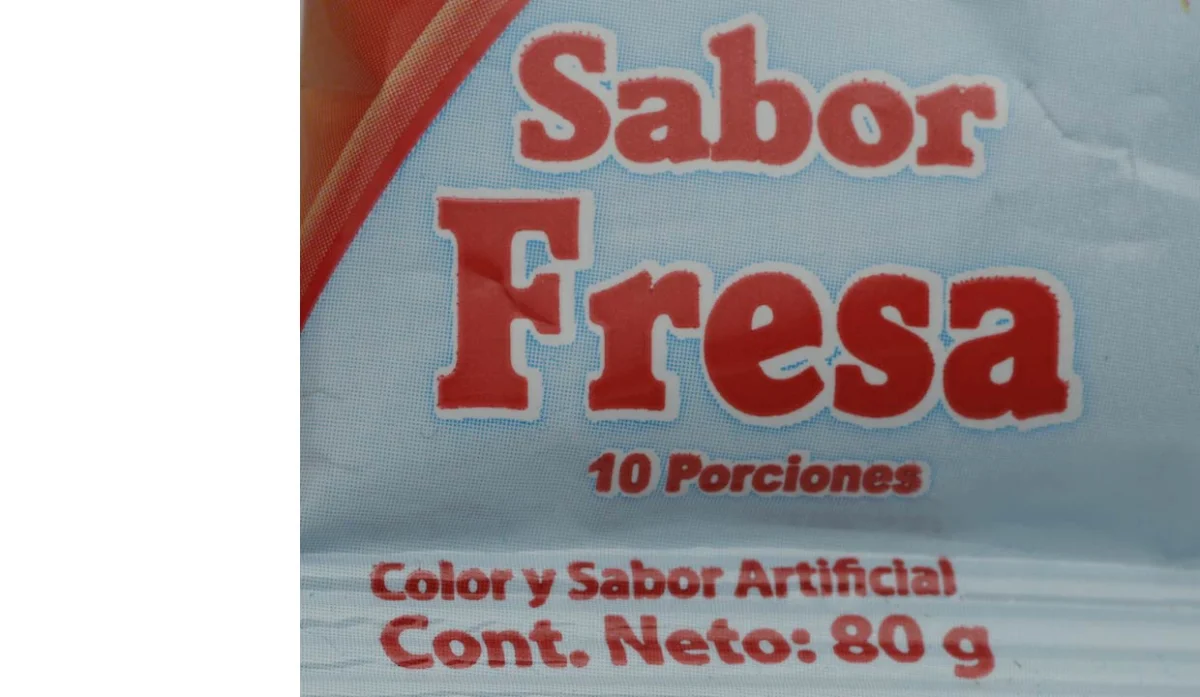 Sabor
Fresa
10 Porciones
Color y Sabor Artificial
Cont. Neto: 80 g